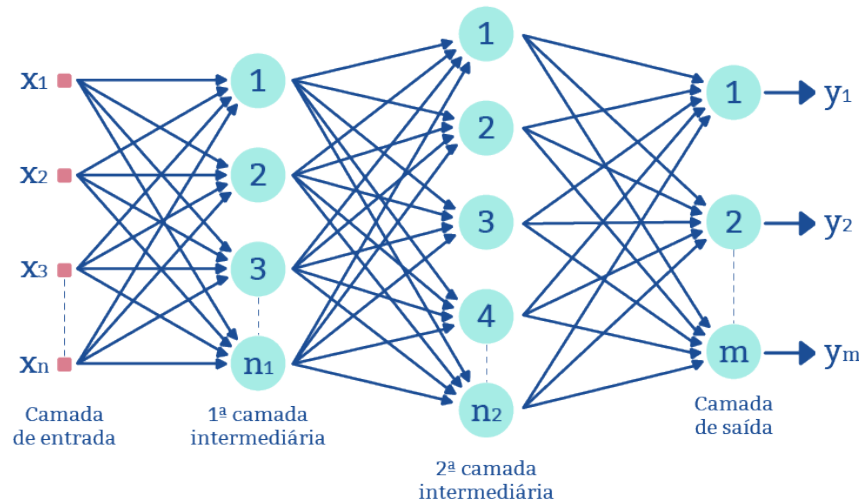 x1
x2
x3
xn
Camada
de entrada
1
2
3
n1
1ª camada
intermediária
1
2
3
4
n2
2ª camada
intermediária
1
2
m
Camada
de saída
y1
y2
ym